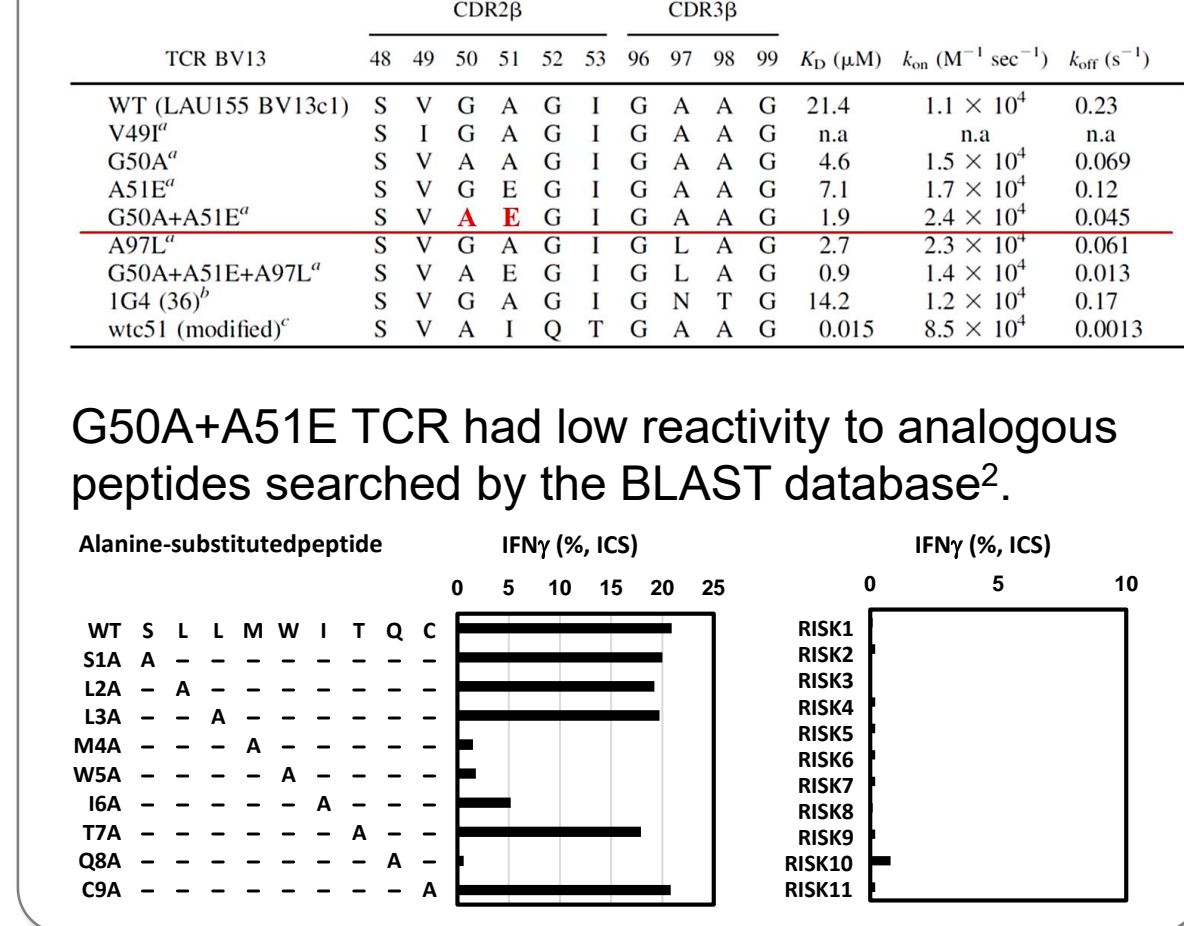 CDR2β CDR3β
TCR BV13 48 49 50 51 52 53 96 97 98 99 K_D (μM) k_on (M⁻¹ sec⁻¹) k_off (s⁻¹)
WT (LAU155 BV13c1) S V G A G I G A A G 21.4 1.1 × 10⁴ 0.23
V49Iᵃ S I G A G I G A A G n.a n.a n.a
G50Aᵃ S V A A G I G A A G 4.6 1.5 × 10⁴ 0.069
A51Eᵃ S V G E G I G A A G 7.1 1.7 × 10⁴ 0.12
G50A+A51Eᵃ S V A E G I G A A G 1.9 2.4 × 10⁴ 0.045
A97Lᵃ S V G A G I G L A G 2.7 2.3 × 10⁴ 0.061
G50A+A51E+A97Lᵃ S V A E G I G L A G 0.9 1.4 × 10⁴ 0.013
1G4 (36)ᵇ S V G A G I G N T G 14.2 1.2 × 10⁴ 0.17
wtc51 (modified)ᶜ S V A I Q T G A A G 0.015 8.5 × 10⁴ 0.0013
G50A+A51E TCR had low reactivity to analogous
peptides searched by the BLAST database².
Alanine-substitutedpeptide IFNγ (%, ICS)
0 5 10 15 20 25
WT S L L M W I T Q C
S1A A – – – – – – – –
L2A – A – – – – – – –
L3A – – A – – – – – –
M4A – – – A – – – – –
W5A – – – – A – – – –
I6A – – – – – A – – –
T7A – – – – – – A – –
Q8A – – – – – – – A –
C9A – – – – – – – – A
IFNγ (%, ICS)
0 5 10
RISK1
RISK2
RISK3
RISK4
RISK5
RISK6
RISK7
RISK8
RISK9
RISK10
RISK11